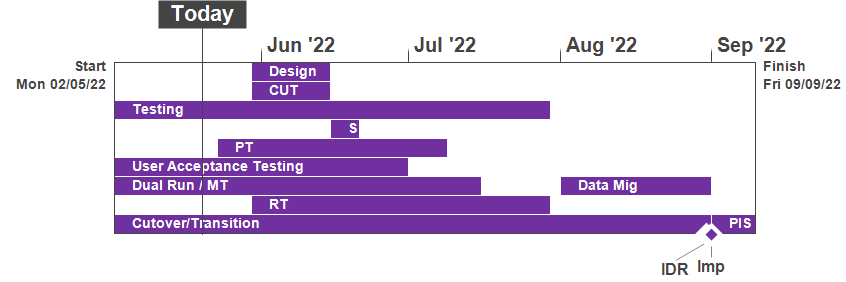 Today
Jun '22
Jul '22
Aug '22
Sep '22
Start
Mon 02/05/22
Finish
Fri 09/09/22
Design
CUT
Testing
S
PT
User Acceptance Testing
Dual Run / MT
Data Mig
RT
Cutover/Transition
PIS
IDR
Imp